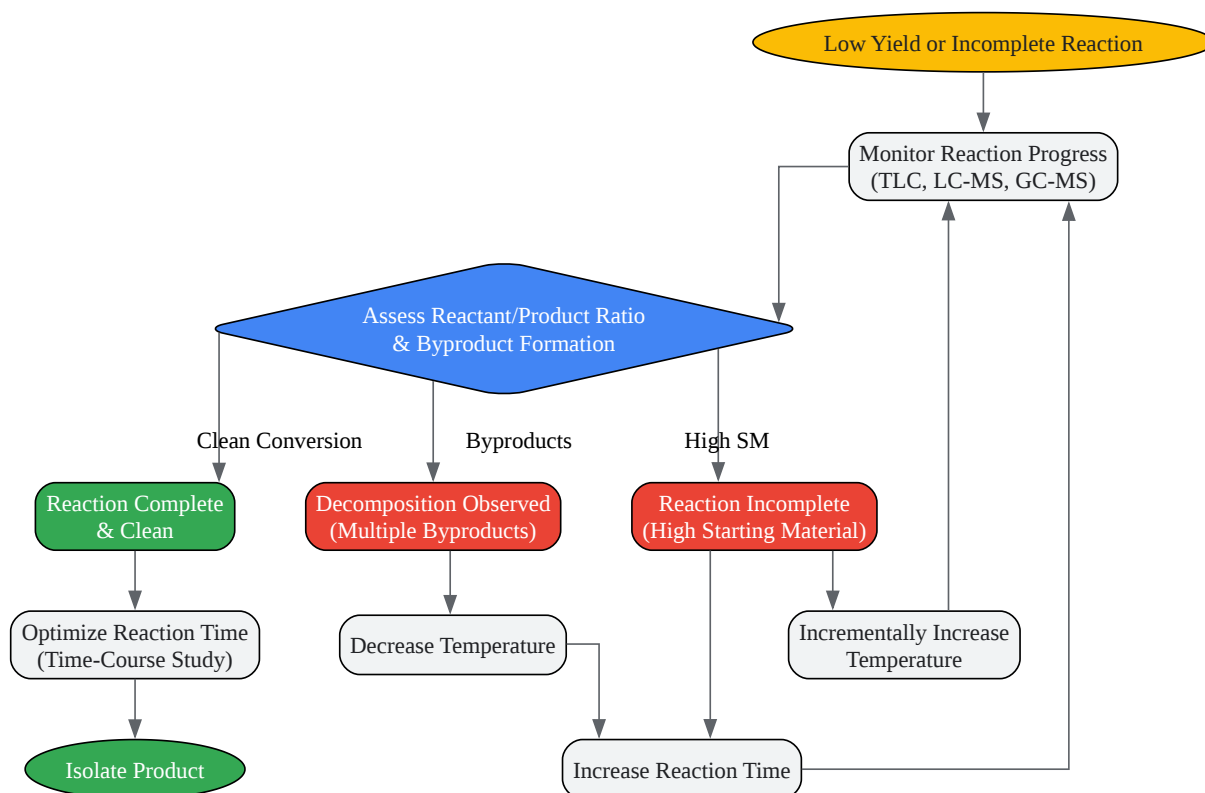 Low Yield or Incomplete Reaction
Monitor Reaction Progress
(TLC, LC-MS, GC-MS)
Assess Reactant/Product Ratio
& Byproduct Formation
Clean Conversion
Byproducts
High SM
Reaction Complete
& Clean
Decomposition Observed
(Multiple Byproducts)
Reaction Incomplete
(High Starting Material)
Optimize Reaction Time
(Time-Course Study)
Decrease Temperature
Incrementally Increase
Temperature
Isolate Product
Increase Reaction Time